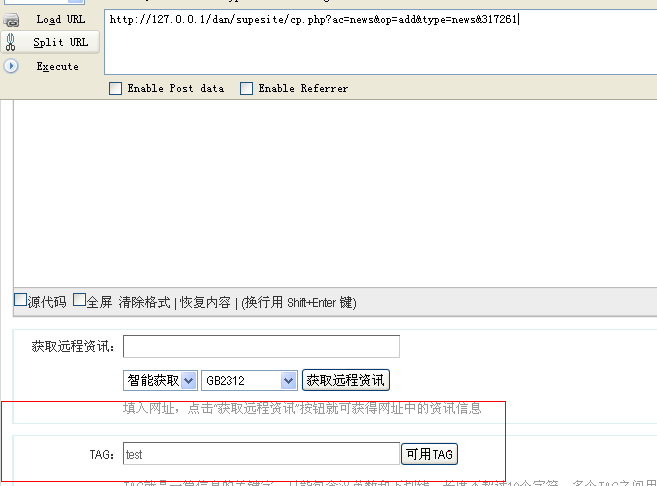 Load URL
http://127.0.0.1/dan/supesite/cp.php?ac=news&op=add&type=news&317261
Split URL
Execute
Enable Post data Enable Referrer
源代码 全屏 清除格式 | 恢复内容 | (换行用 Shift+Enter 键)
获取远程资讯：
智能获取 GB2312 获取远程资讯
填入网址，点击"获取远程资讯"按钮就可获得网址中的资讯信息
TAG： test 可用TAG